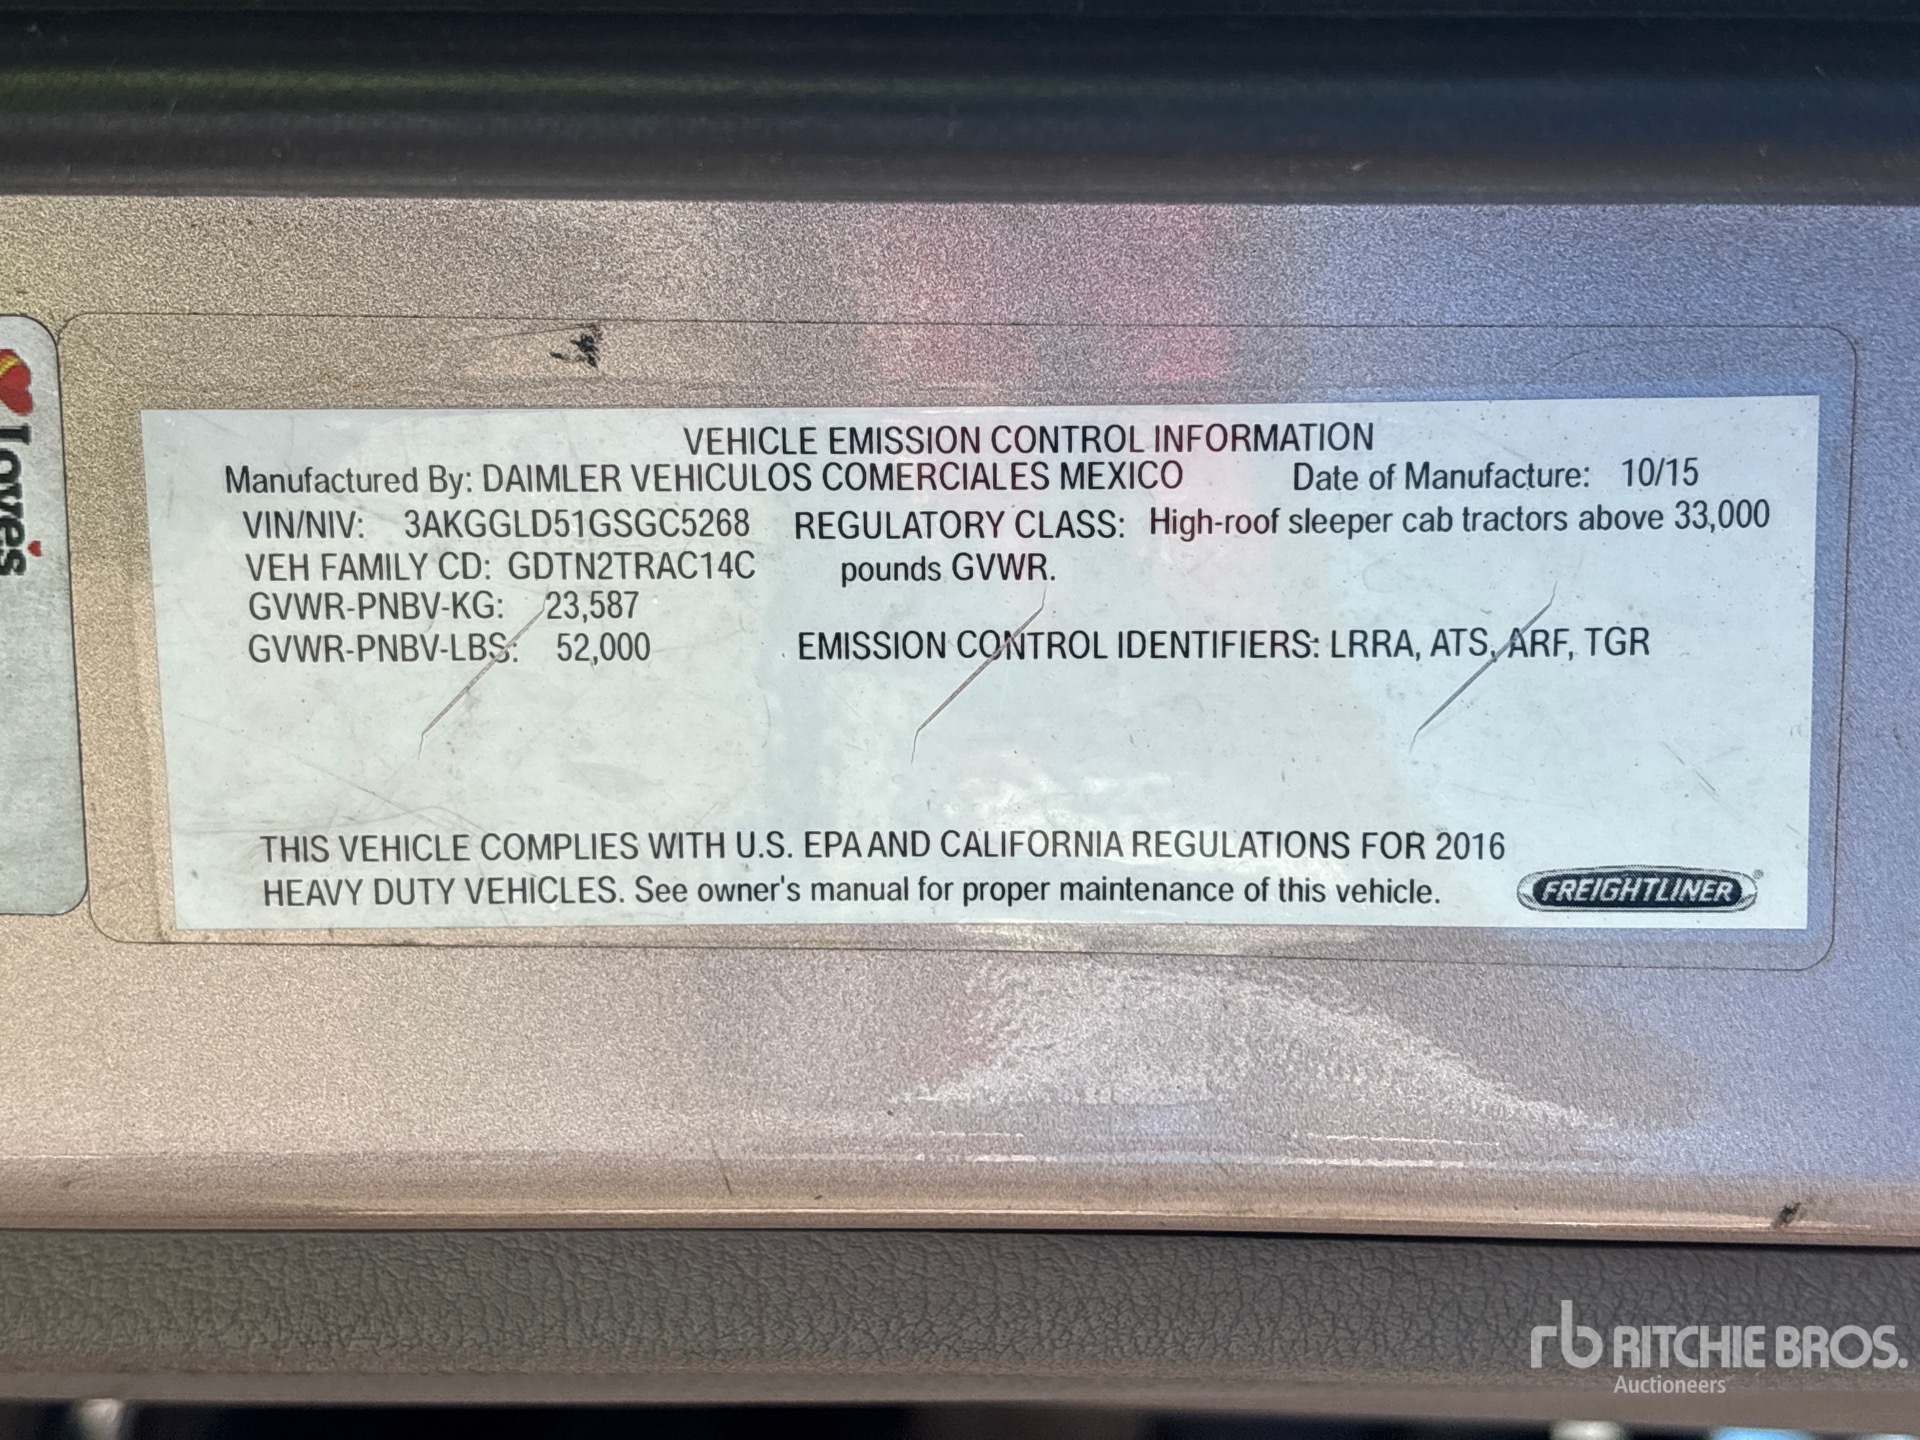 Love's
VEHICLE EMISSION CONTROL INFORMATION
Manufactured By: DAIMLER VEHICULOS COMERCIALES MEXICO Date of Manufacture: 10/15
VIN/NIV: 3AKGGLD51GSGC5268 REGULATORY CLASS: High-roof sleeper cab tractors above 33,000
VEH FAMILY CD: GDTN2TRAC14C pounds GVWR.
GVWR-PNBV-KG: 23,587
GVWR-PNBV-LBS: 52,000 EMISSION CONTROL IDENTIFIERS: LRRA, ATS, ARF, TGR
THIS VEHICLE COMPLIES WITH U.S. EPA AND CALIFORNIA REGULATIONS FOR 2016
HEAVY DUTY VEHICLES. See owner's manual for proper maintenance of this vehicle.
FREIGHTLINER
rb RITCHIE BROS.
Auctioneers